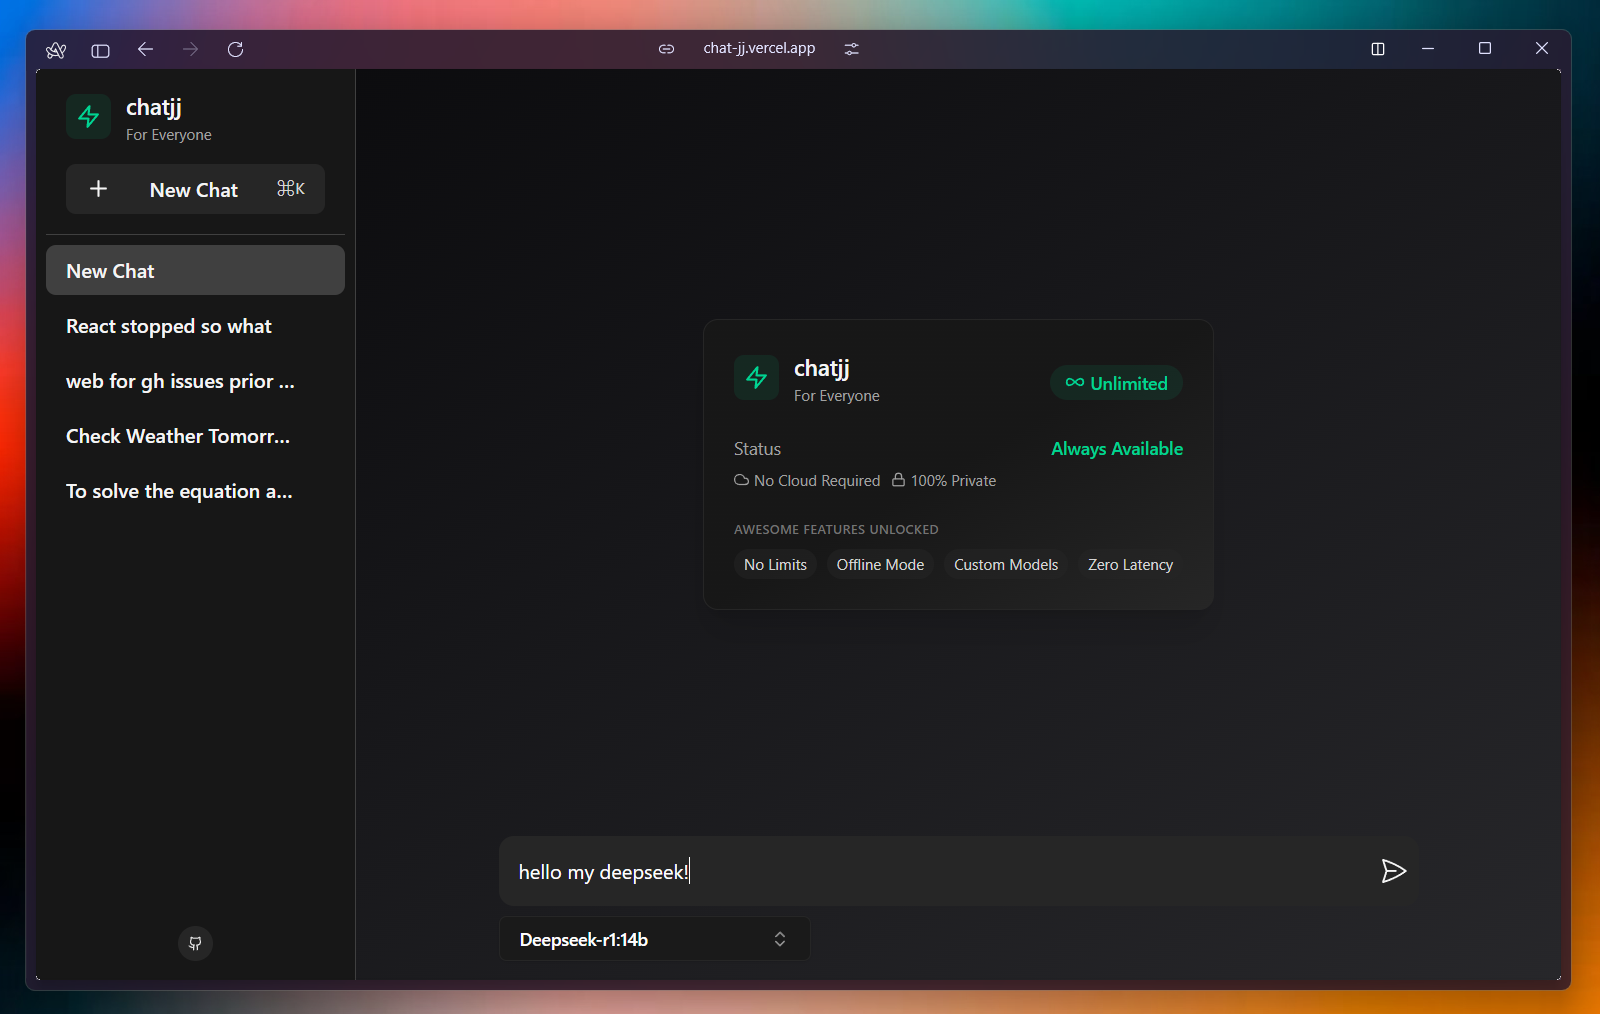 chat-jj.vercel.app
chatjj
For Everyone
New Chat ⌘K
New Chat
React stopped so what
web for gh issues prior ...
Check Weather Tomorr...
To solve the equation a...
chatjj
For Everyone
Unlimited
Status Always Available
No Cloud Required 100% Private
AWESOME FEATURES UNLOCKED
No Limits Offline Mode Custom Models Zero Latency
hello my deepseek!
Deepseek-r1:14b